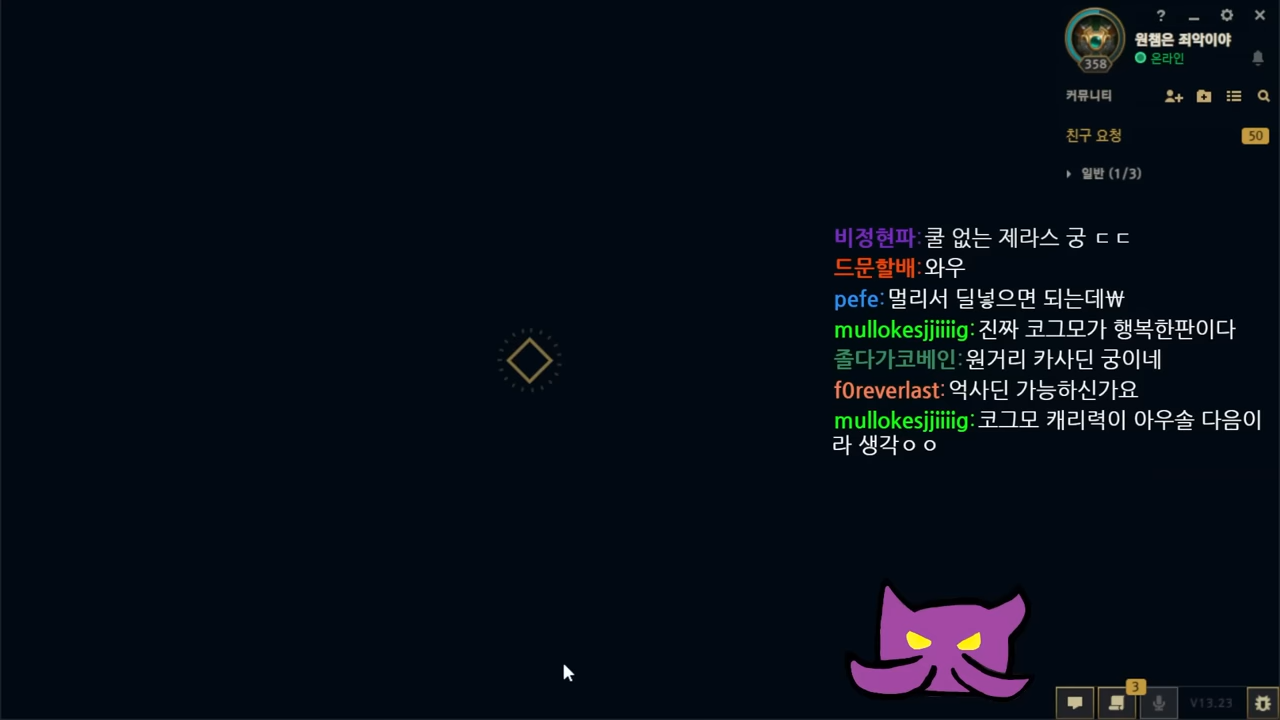 ?
원챔은 죄악이야
358
온라인
커뮤니티
친구 요청 50
일반 (1/3)
비정현파: 쿨 없는 제라스 궁 ㄷㄷ
드문할배: 와우
pefe: 멀리서 딜넣으면 되는데₩
mullokesjjiiiig: 진짜 코그모가 행복한판이다
졸다가코베인: 원거리 카사딘 궁이네
f0reverlast: 억사딘 가능하신가요
mullokesjjiiiig: 코그모 캐리력이 아우솔 다음이
라 생각ㅇㅇ
3
V13.23